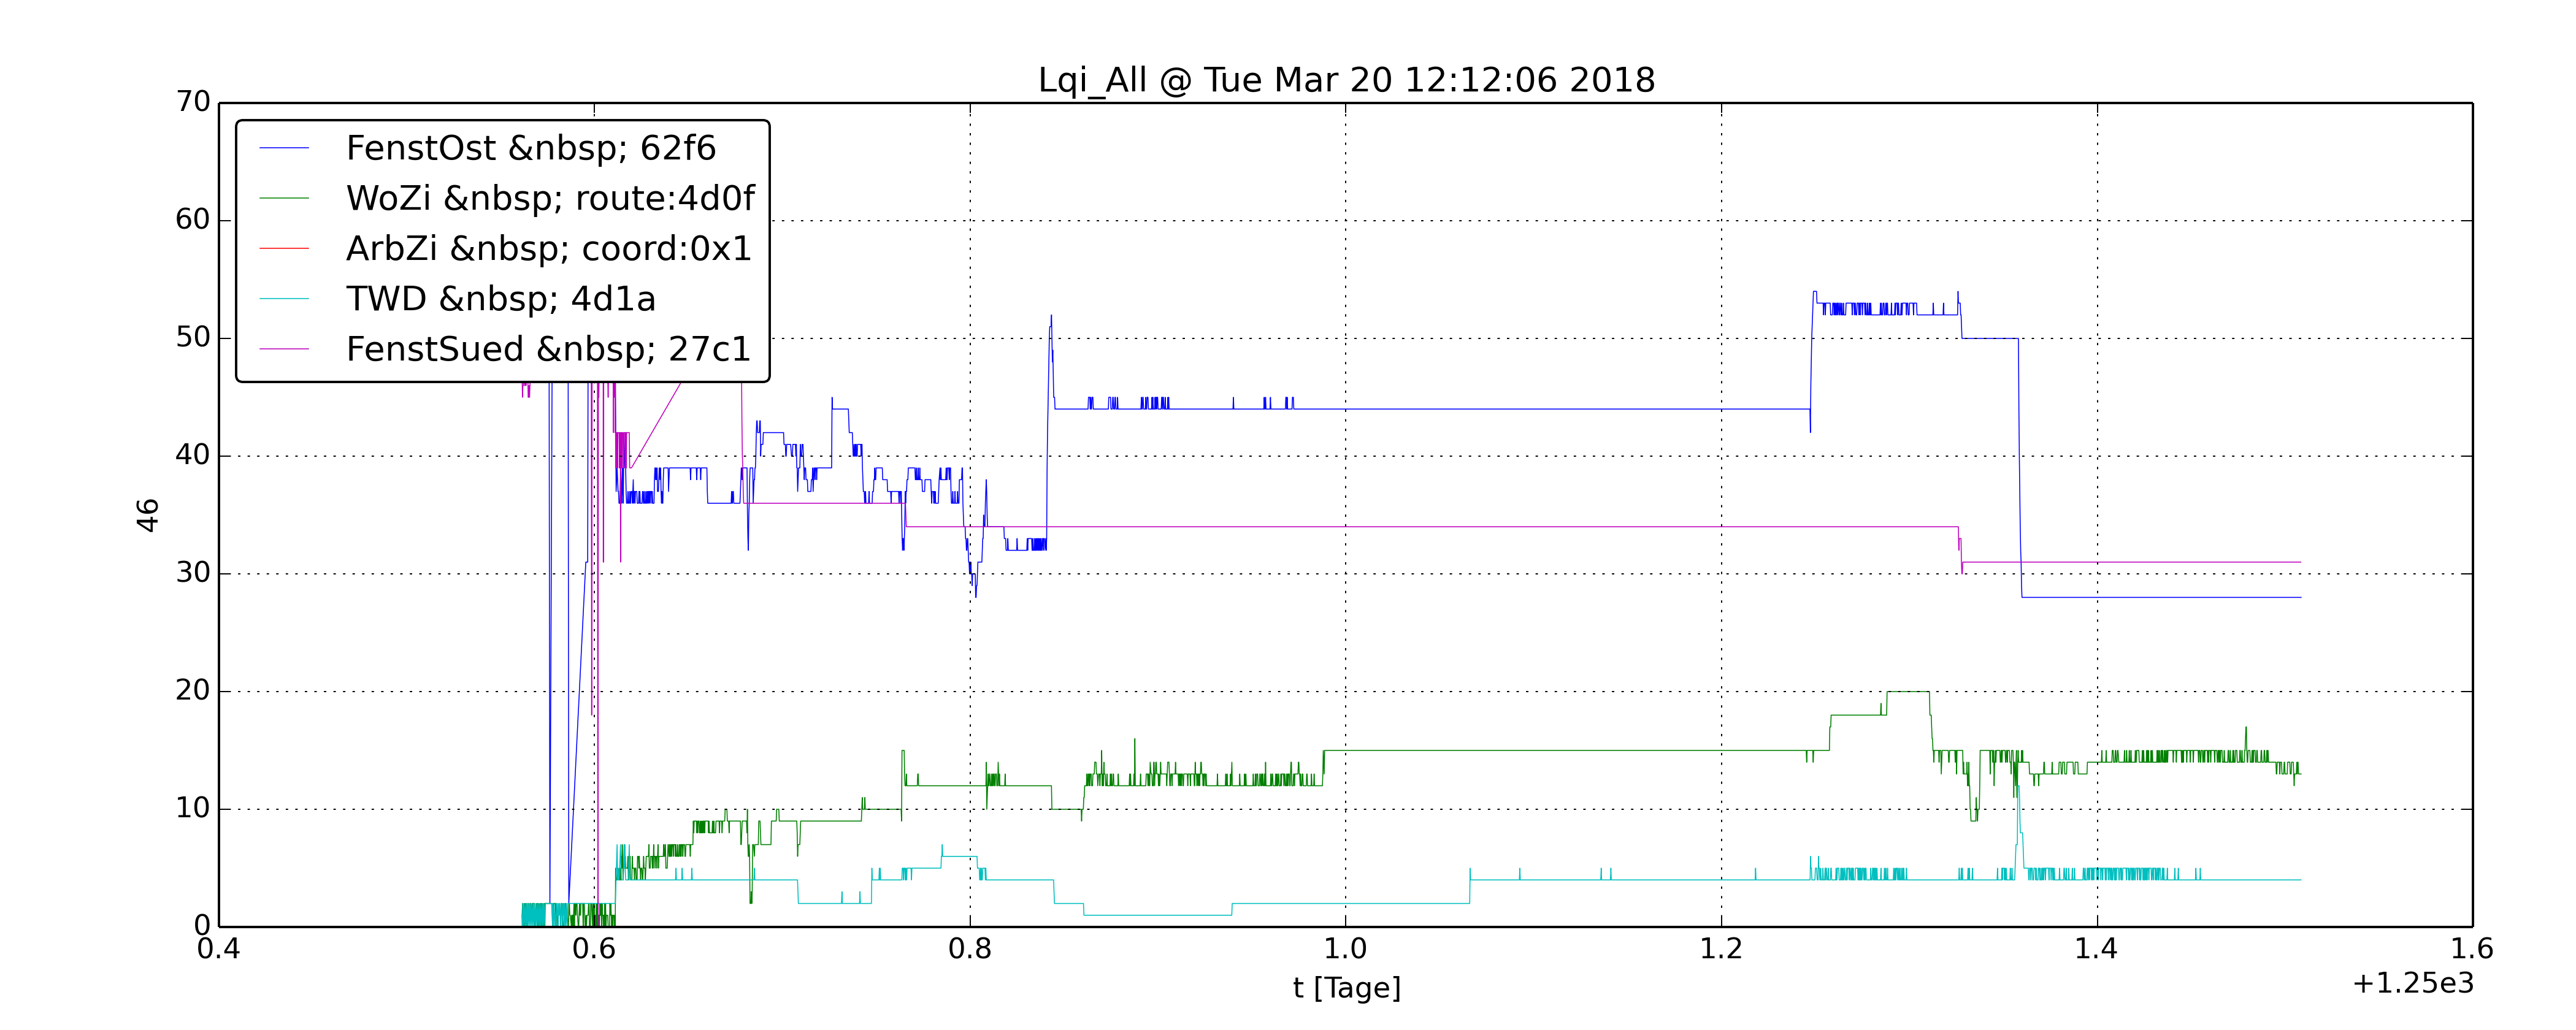 Lqi_All @ Tue Mar 20 12:12:06 2018
70
60
50
40
30
20
10
0
46
FenstOst &nbsp; 62f6
WoZi &nbsp; route:4d0f
ArbZi &nbsp; coord:0x1
TWD &nbsp; 4d1a
FenstSued &nbsp; 27c1
0.4 0.6 0.8 1.0 1.2 1.4 1.6
t [Tage]
+1.25e3